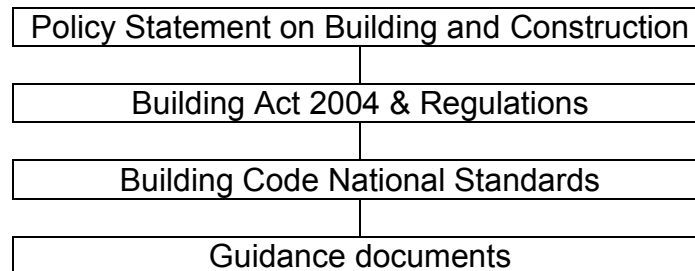 Policy Statement on Building and Construction
Building Act 2004 & Regulations
Building Code National Standards
Guidance documents